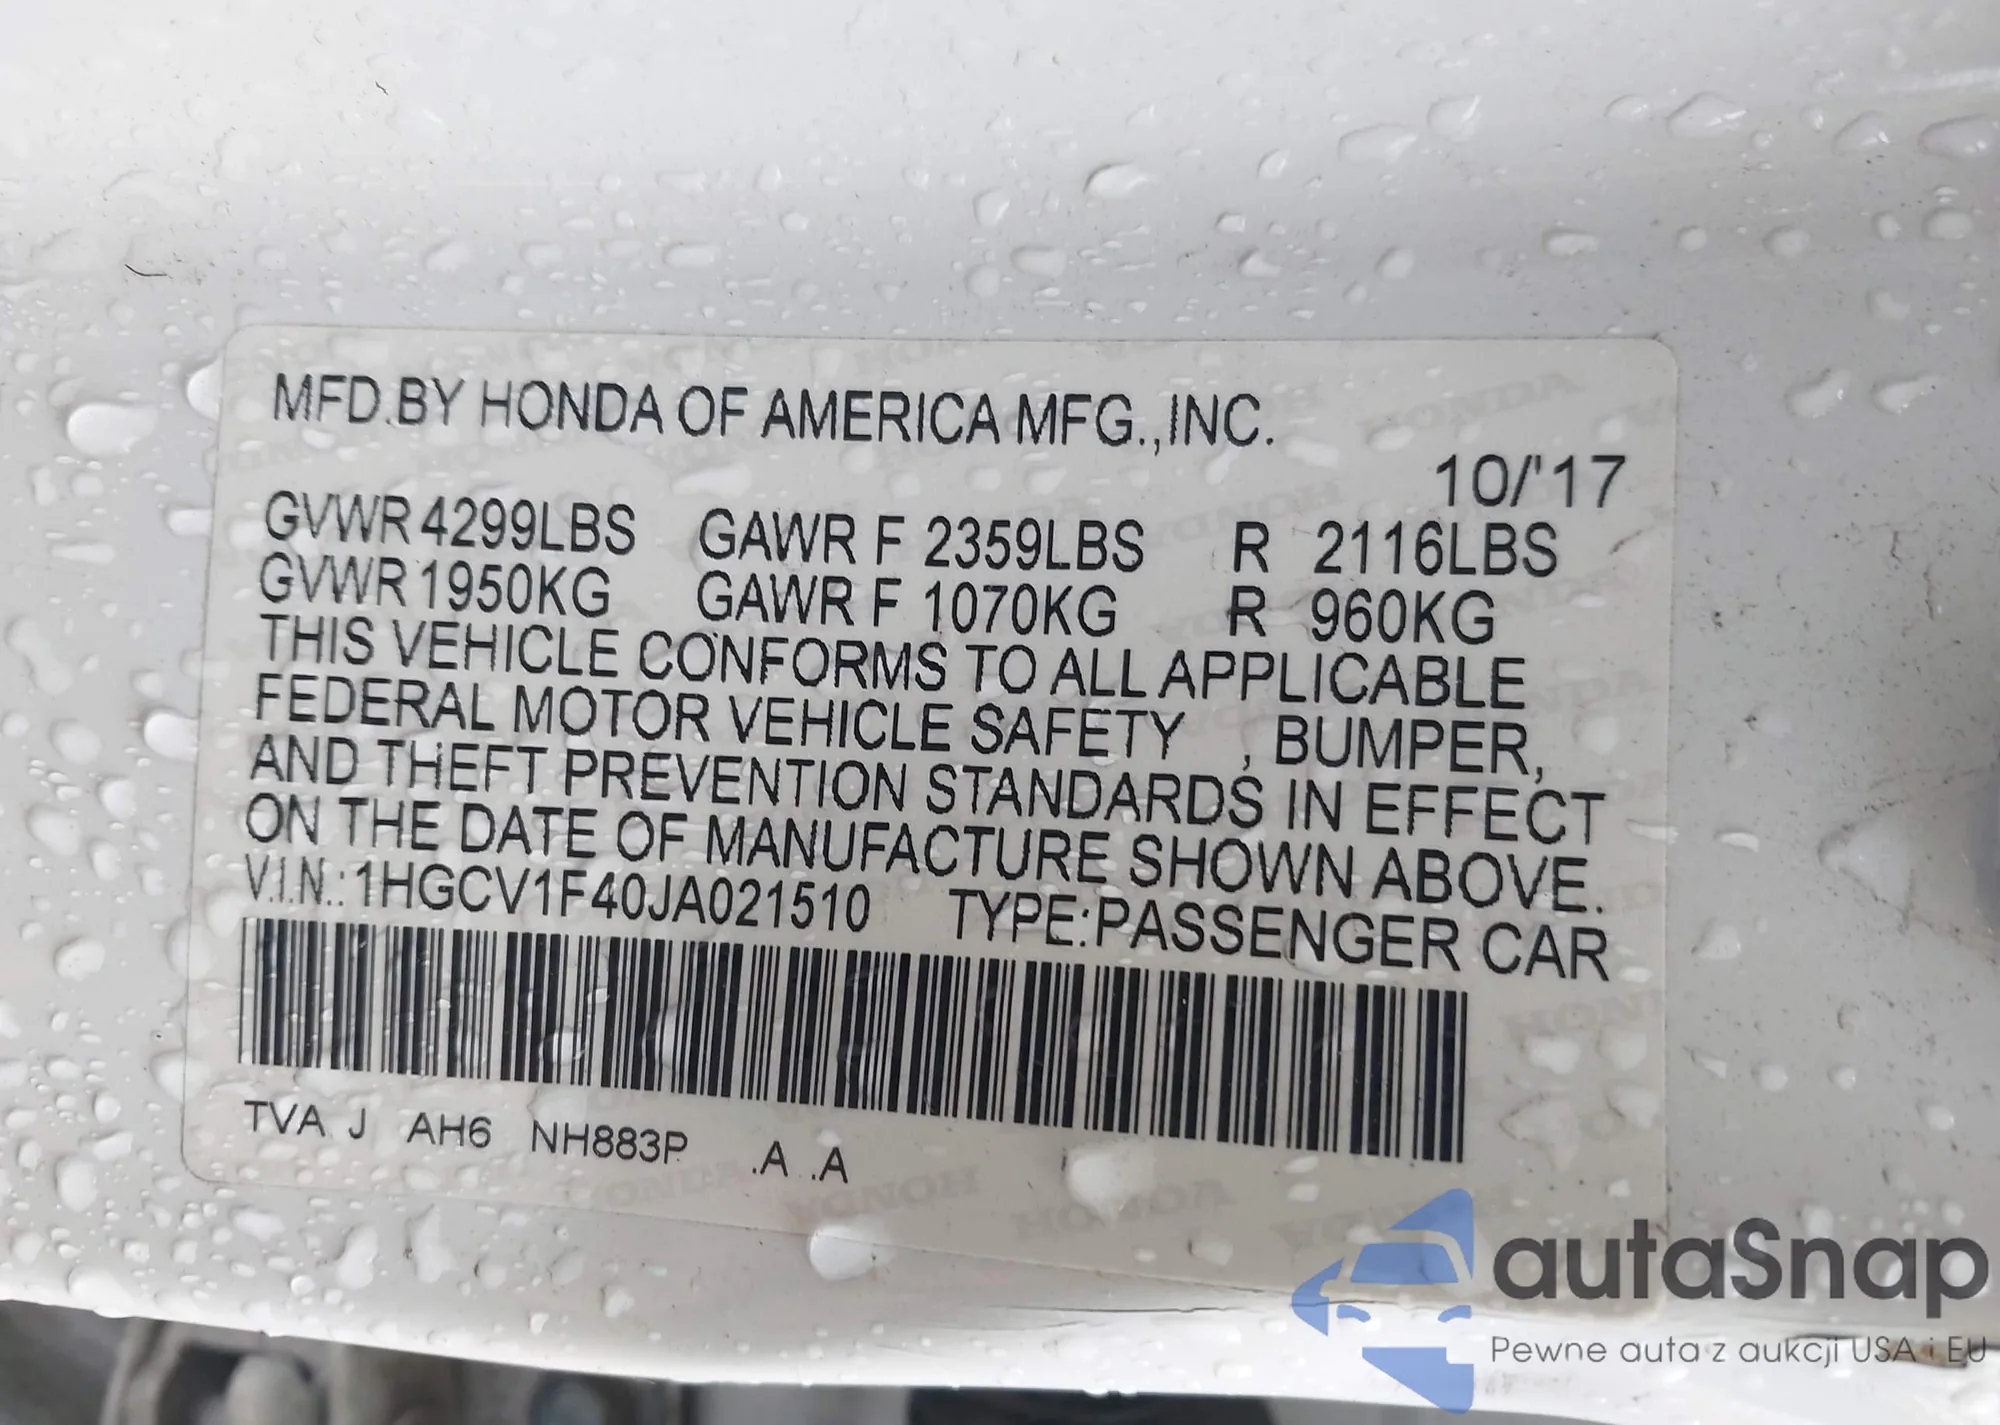 MFD.BY HONDA OF AMERICA MFG.,INC.
10/'17
GVWR 4299LBS GAWR F 2359LBS R 2116LBS
GVWR 1950KG GAWR F 1070KG R 960KG
THIS VEHICLE CONFORMS TO ALL APPLICABLE
FEDERAL MOTOR VEHICLE SAFETY , BUMPER,
AND THEFT PREVENTION STANDARDS IN EFFECT
ON THE DATE OF MANUFACTURE SHOWN ABOVE.
V.I.N.:1HGCV1F40JA021510 TYPE:PASSENGER CAR
TVA J AH6 NH883P .A .A
autaSnap
Pewne auta z aukcji USA i EU